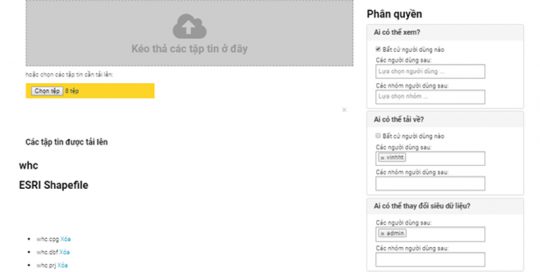 Kéo thả các tập tin ở đây
hoặc chọn các tập tin cần tải lên:
Chọn tệp 8 tệp
×
Các tập tin được tải lên
whc
ESRI Shapefile
whc.cpg Xóa
whc.dbf Xóa
whc.prj Xóa
Phân quyền
Ai có thể xem?
Bất cứ người dùng nào
Các người dùng sau:
Lựa chọn người dùng ...
Các nhóm người dùng sau:
Lựa chọn nhóm ...
Ai có thể tải về?
Bất cứ người dùng nào
Các người dùng sau:
x vinhht
Các nhóm người dùng sau:
Ai có thể thay đổi siêu dữ liệu?
Các người dùng sau:
x admin
Các nhóm người dùng sau: